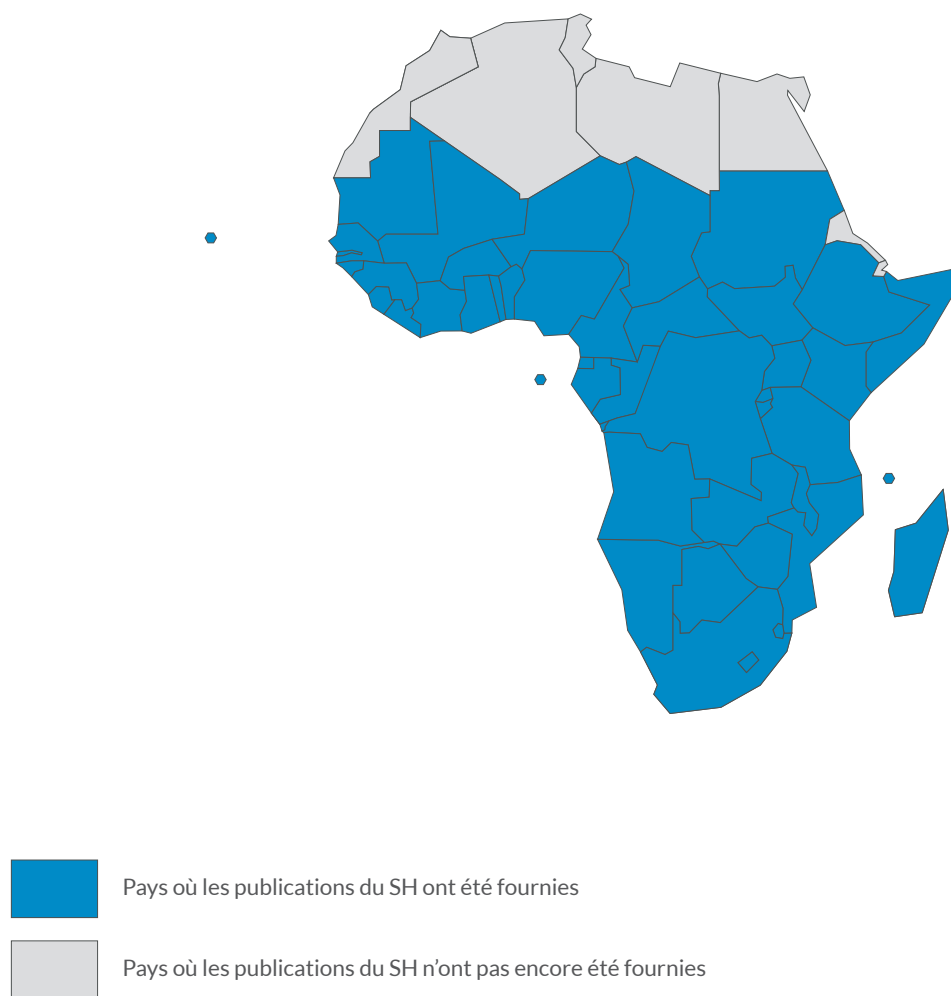 Pays où les publications du SH ont été fournies
Pays où les publications du SH n'ont pas encore été fournies